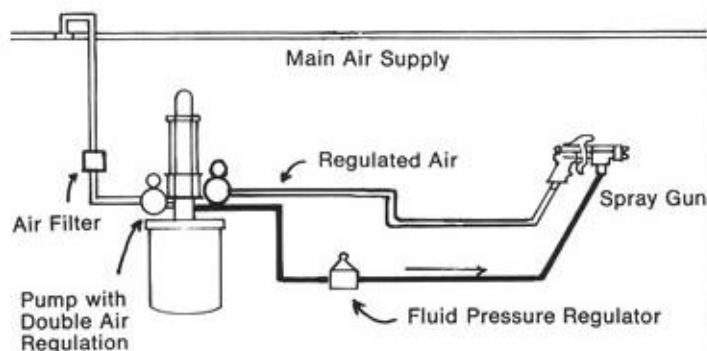 Main Air Supply
Regulated Air
Air Filter
Spray Gun
Pump with
Double Air
Regulation
Fluid Pressure Regulator